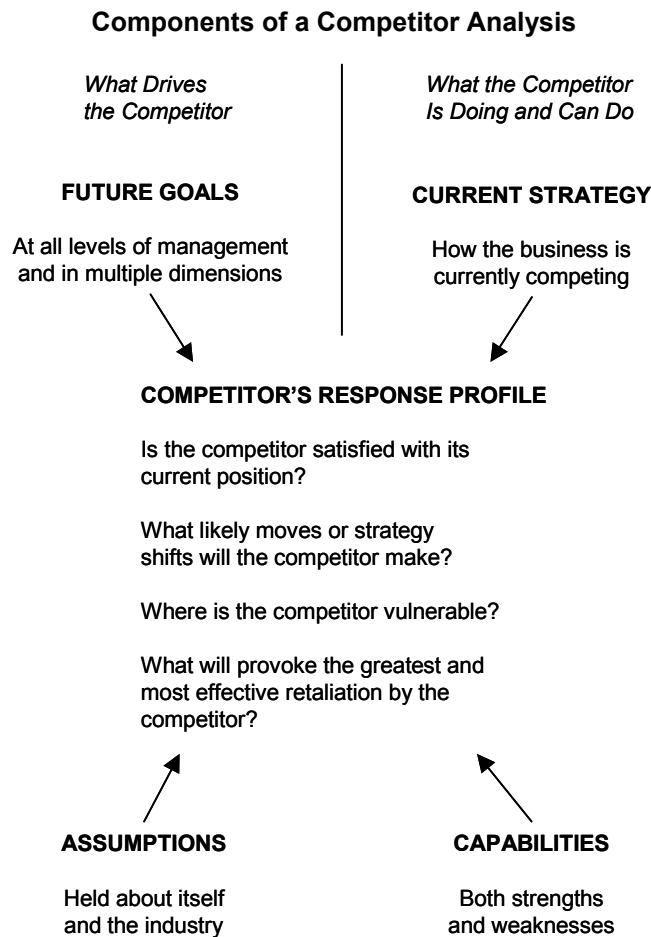 Components of a Competitor Analysis
What Drives
the Competitor
What the Competitor
Is Doing and Can Do
FUTURE GOALS
At all levels of management
and in multiple dimensions
CURRENT STRATEGY
How the business is
currently competing
COMPETITOR’S RESPONSE PROFILE
Is the competitor satisfied with its
current position?
What likely moves or strategy
shifts will the competitor make?
Where is the competitor vulnerable?
What will provoke the greatest and
most effective retaliation by the
competitor?
ASSUMPTIONS
Held about itself
and the industry
CAPABILITIES
Both strengths
and weaknesses